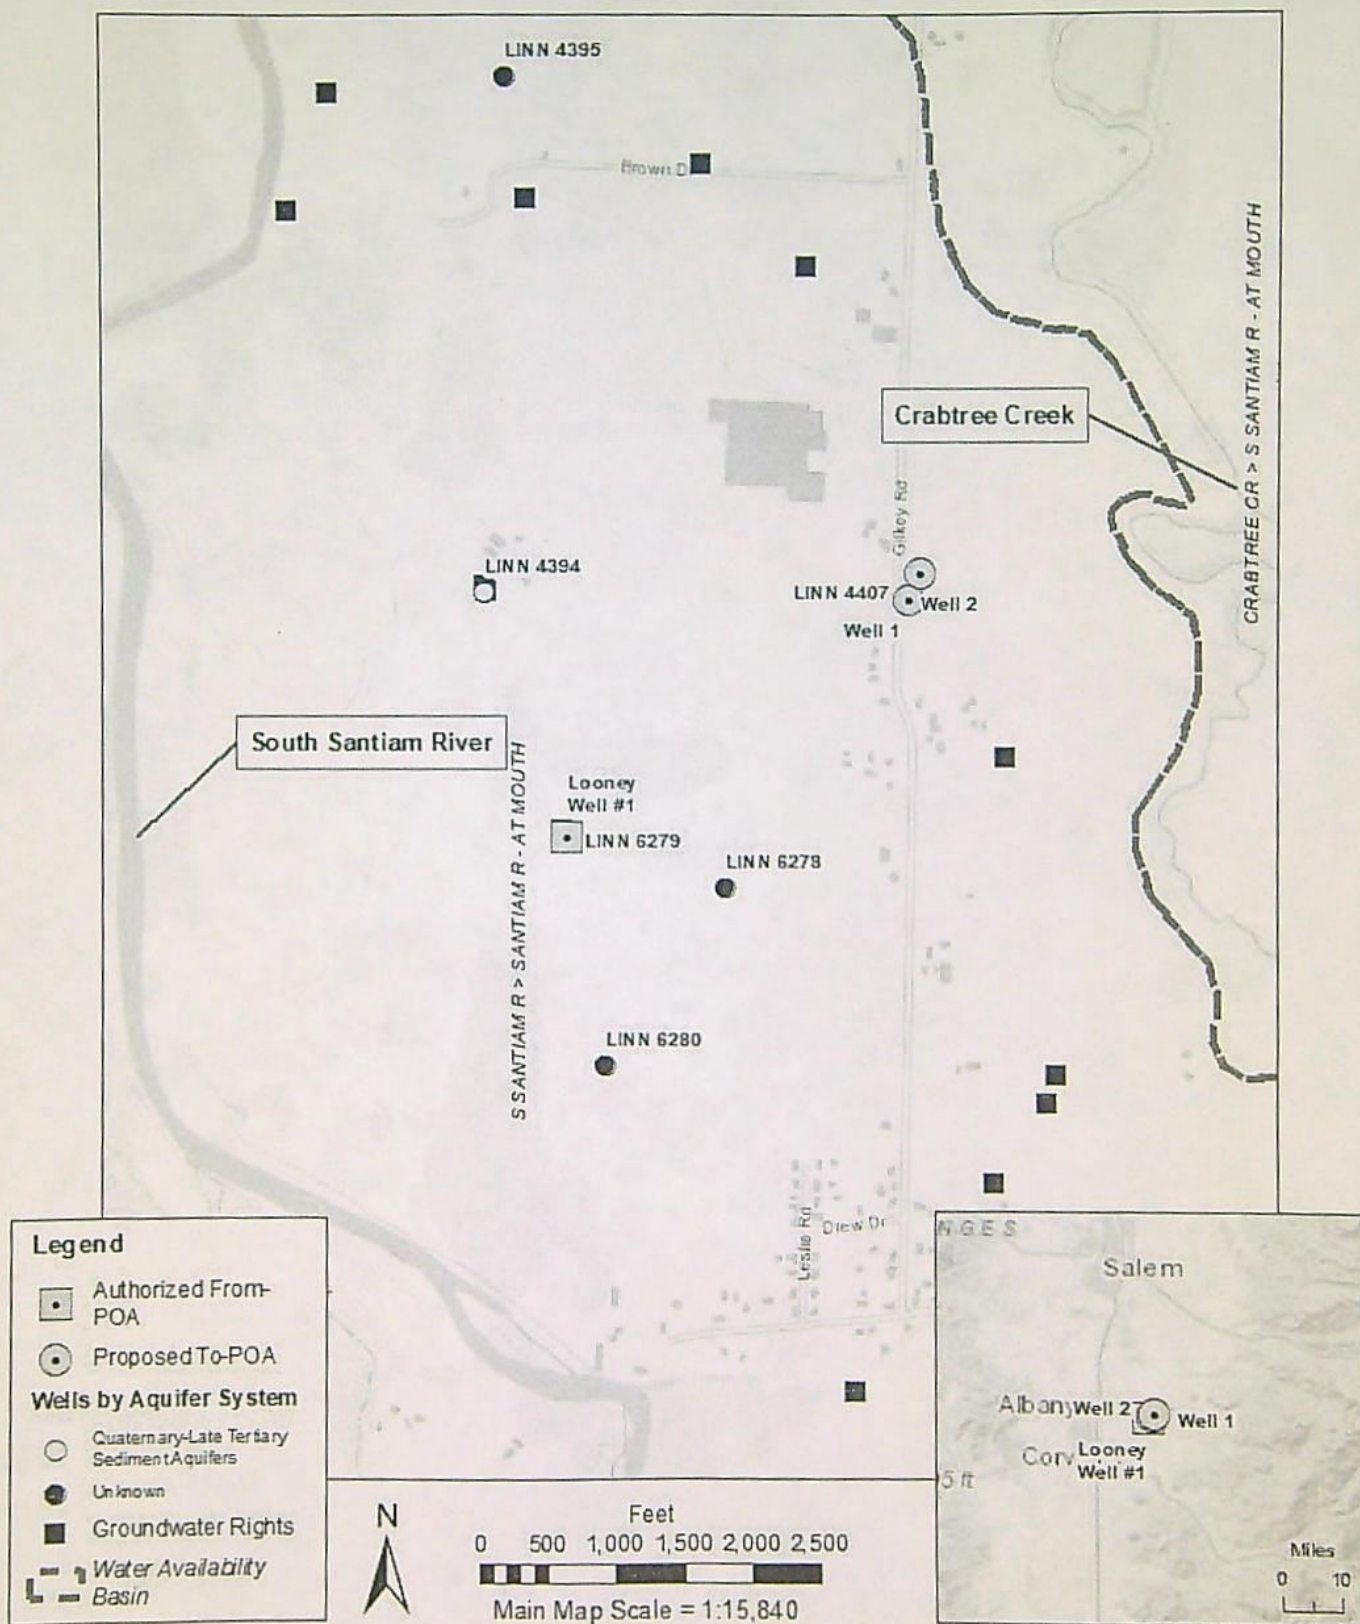 LINN 4395
Brown D
Crabtree Creek
CRABTREE CR > S SANTIAM R - AT MOUTH
Gilkey Rd
LINN 4394
LINN 4407
Well 2
Well 1
South Santiam River
S SANTIAM R > SANTIAM R - AT MOUTH
Looney
Well #1
LINN 6279
LINN 6278
LINN 6280
Leslie Rd
Drew Dr
Legend
Authorized From-
POA
Proposed To-POA
Wells by Aquifer System
Quaternary-Late Tertiary
Sediment Aquifers
Unknown
Groundwater Rights
Water Availability
Basin
N
Feet
0 500 1,000 1,500 2,000 2,500
Main Map Scale = 1:15,840
NGES
Salem
Albany
Well 2
Well 1
Corv
Looney
Well #1
5 ft
Miles
0 10